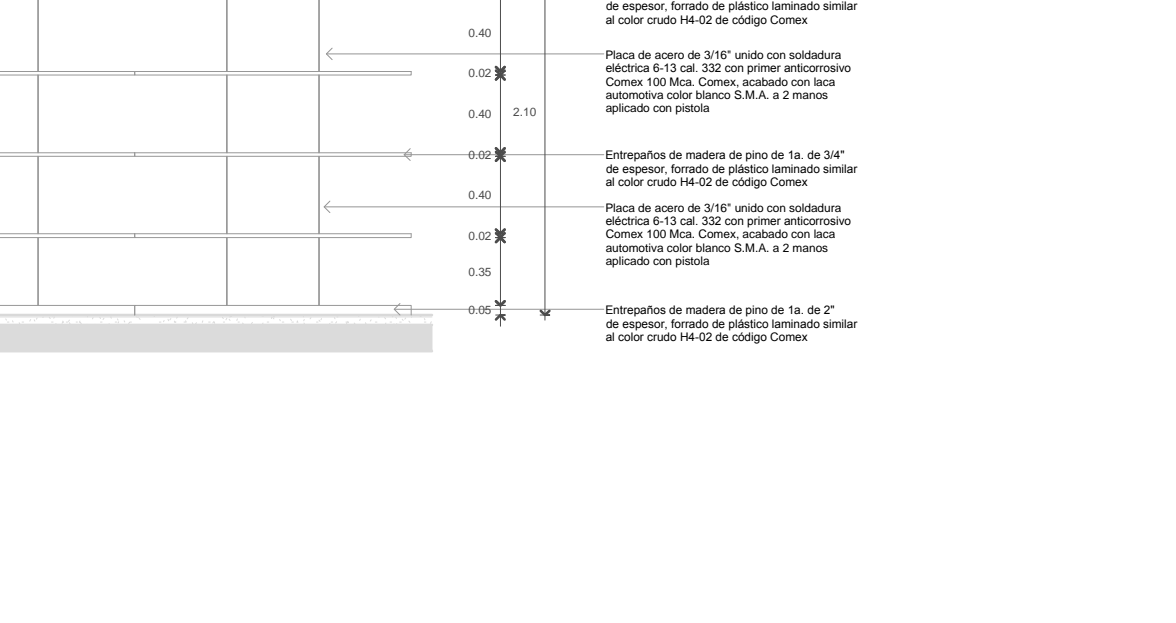 de espesor, forrado de plástico laminado similar
al color crudo H4-02 de código Comex
0.40
Placa de acero de 3/16" unido con soldadura
eléctrica 6-13 cal. 332 con primer anticorrosivo
Comex 100 Mca. Comex, acabado con laca
automotiva color blanco S.M.A. a 2 manos
aplicado con pistola
0.02
0.40
2.10
0.02
Entrepaños de madera de pino de 1a. de 3/4"
de espesor, forrado de plástico laminado similar
al color crudo H4-02 de código Comex
0.40
Placa de acero de 3/16" unido con soldadura
eléctrica 6-13 cal. 332 con primer anticorrosivo
Comex 100 Mca. Comex, acabado con laca
automotiva color blanco S.M.A. a 2 manos
aplicado con pistola
0.02
0.35
0.05
Entrepaños de madera de pino de 1a. de 2"
de espesor, forrado de plástico laminado similar
al color crudo H4-02 de código Comex